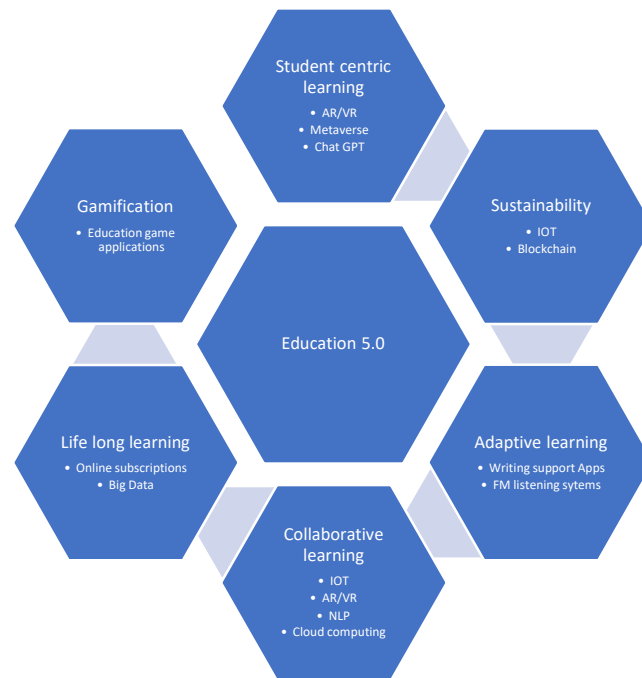 Student centric
learning
• AR/VR
• Metaverse
• Chat GPT
Sustainability
• IOT
• Blockchain
Adaptive learning
• Writing support Apps
• FM listening sytems
Collaborative
learning
• IOT
• AR/VR
• NLP
• Cloud computing
Life long learning
• Online subscriptions
• Big Data
Gamification
• Education game
applications
Education 5.0